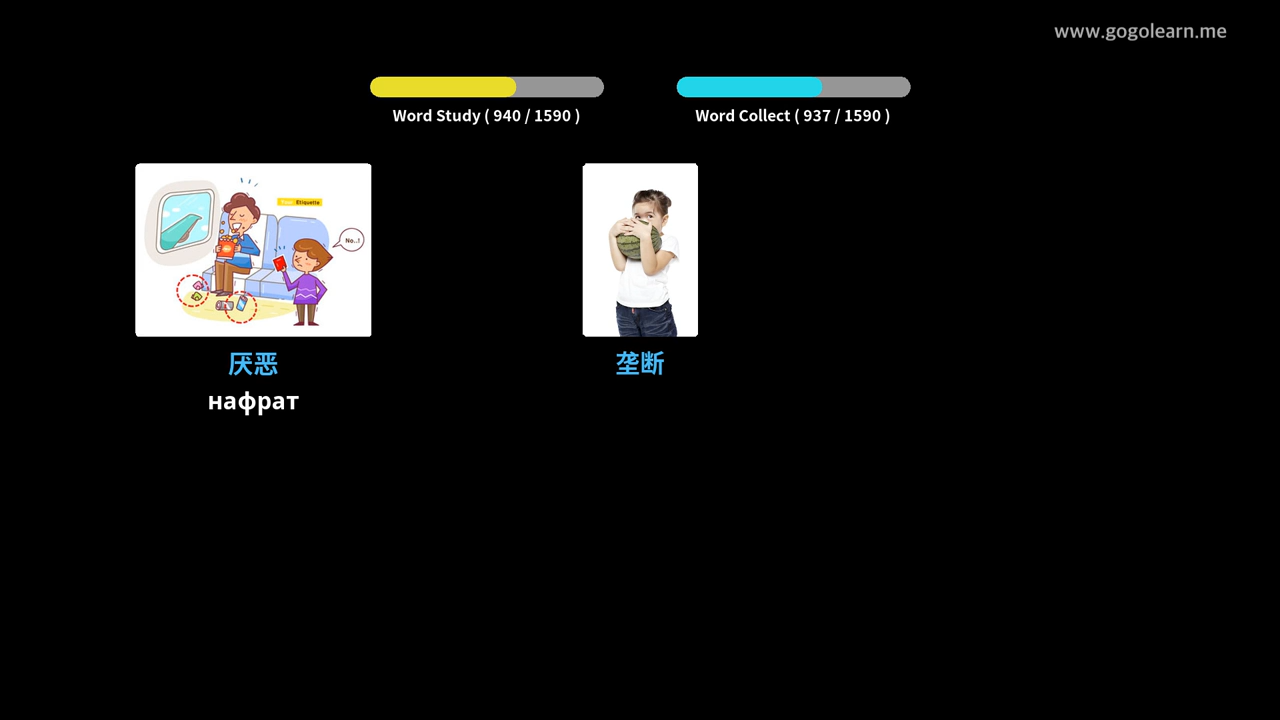 www.gogolearn.me
Word Study ( 940 / 1590 )
Word Collect ( 937 / 1590 )
Etiquette
No..!
厌恶
垄断
нафрат